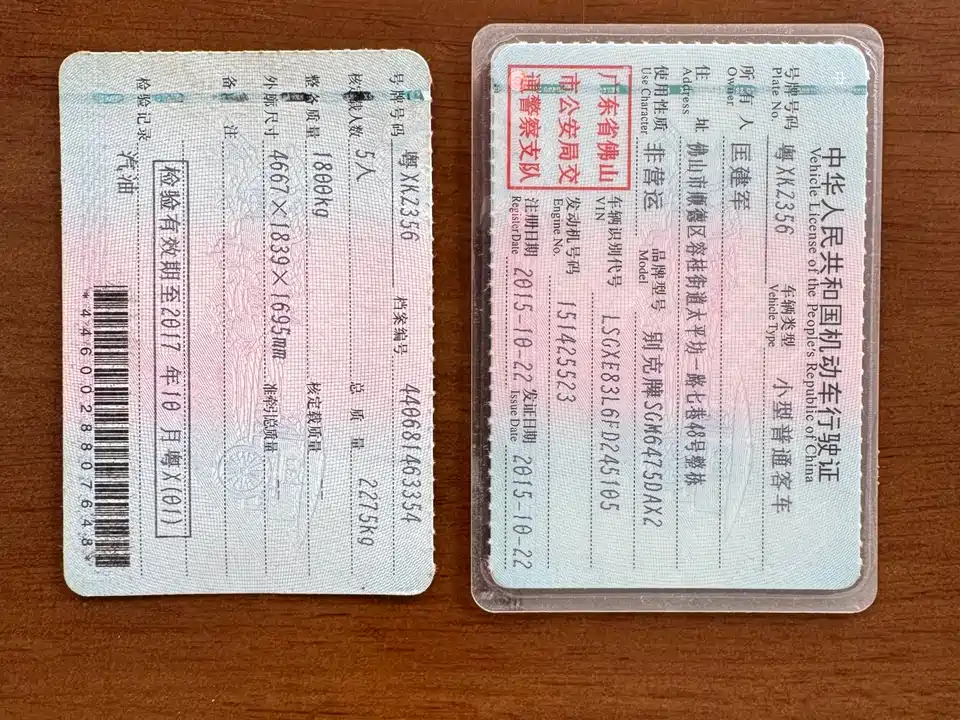 中华人民共和国机动车行驶证
Vehicle License of the People's Republic of China
号牌号码 粤XKZ356 车辆类型 小型普通客车
Plate No. Vehicle Type
所有人 国建军
Owner
住址 佛山市顺德区容桂街道太平坊一路七巷48号整栋
Address
使用性质 非营运 品牌型号 别克牌SGM6475DAX2
Use Character Model
广东省佛山
市公安局交
通警察支队
车辆识别代号 LSGXE83L6FD245105
VIN
发动机号码 151425523
Engine No.
注册日期 2015-10-22 发证日期 2015-10-22
Register Date Issue Date
号牌号码 粤XKZ356 档案编号 440684463354
核定载人数 5人 总质量 2275kg
整备质量 1800kg 核定载质量
外廓尺寸 4667×1839×1695mm 准牵引总质量
备注
检验有效期至2017年10月粤X(01)
检验记录 汽油
*4460028807648*